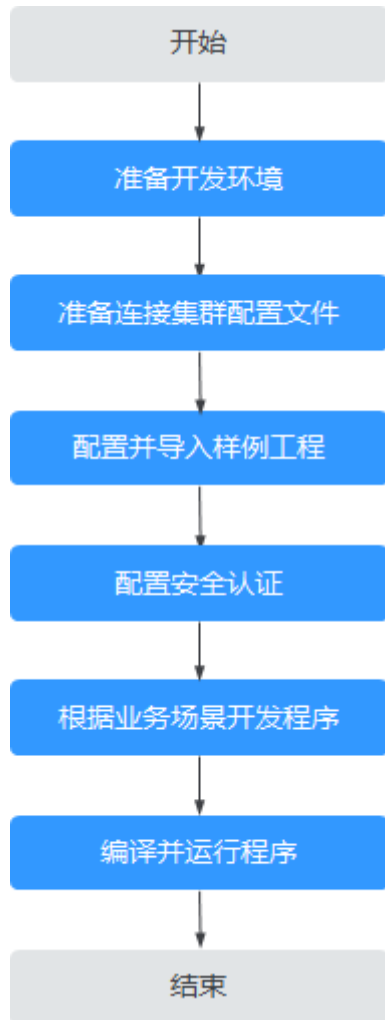 开始
准备开发环境
准备连接集群配置文件
配置并导入样例工程
配置安全认证
根据业务场景开发程序
编译并运行程序
结束